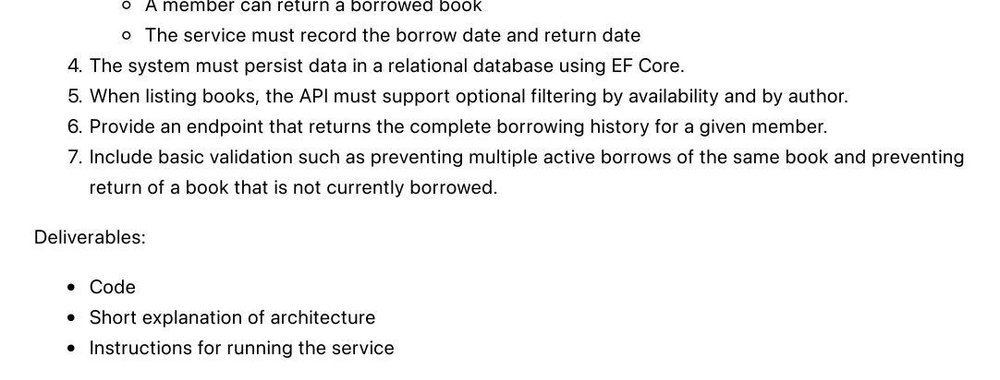 A member can return a borrowed book
The service must record the borrow date and return date
4. The system must persist data in a relational database using EF Core.
5. When listing books, the API must support optional filtering by availability and by author.
6. Provide an endpoint that returns the complete borrowing history for a given member.
7. Include basic validation such as preventing multiple active borrows of the same book and preventing
return of a book that is not currently borrowed.
Deliverables:
Code
Short explanation of architecture
Instructions for running the service